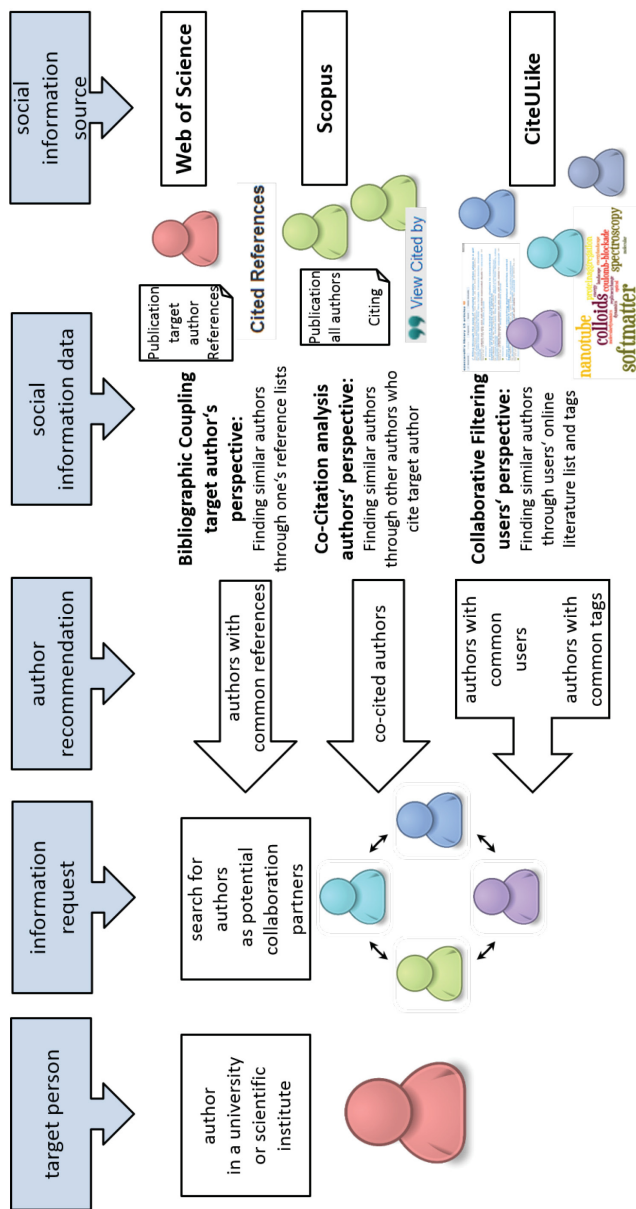 target person
information
request
author
recommendation
social
information data
social
information
source
author
in a university
or scientific
institute
search for
authors
as potential
collaboration
partners
authors with
common references
co-cited authors
authors with
common
users
authors with
common tags
Bibliographic Coupling
target author's
perspective:
Finding similar authors
through one's reference lists
Co-Citation analysis
authors' perspective:
Finding similar authors
through other authors who
cite target author
Collaborative Filtering
users' perspective:
Finding similar authors
through users' online
literature list and tags
Publication
target
author
References
Cited References
Publication
all authors
Citing
View Cited by
nanotube
colloids
coulomb-blockade
spectroscopy
softmatter
Web of Science
Scopus
CiteULike